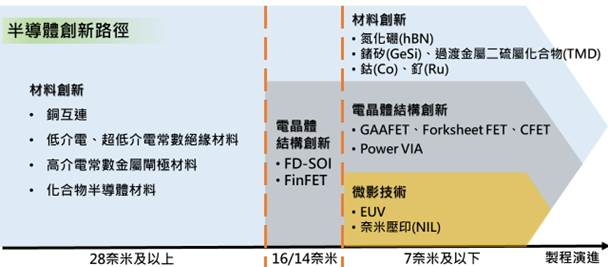 半導體創新路徑
材料創新
• 銅互連
• 低介電、超低介電常數絕緣材料
• 高介電常數金屬閘極材料
• 化合物半導體材料
電晶體
結構創新
• FD-SOI
• FinFET
材料創新
• 氮化硼(hBN)
• 鍺矽(GeSi)、過渡金屬二硫屬化合物(TMD)
• 鈷(Co)、釕(Ru)
電晶體結構創新
• GAAFET、Forksheet FET、CFET
• Power VIA
微影技術
• EUV
• 奈米壓印(NIL)
28奈米及以上
16/14奈米
7奈米及以下
製程演進